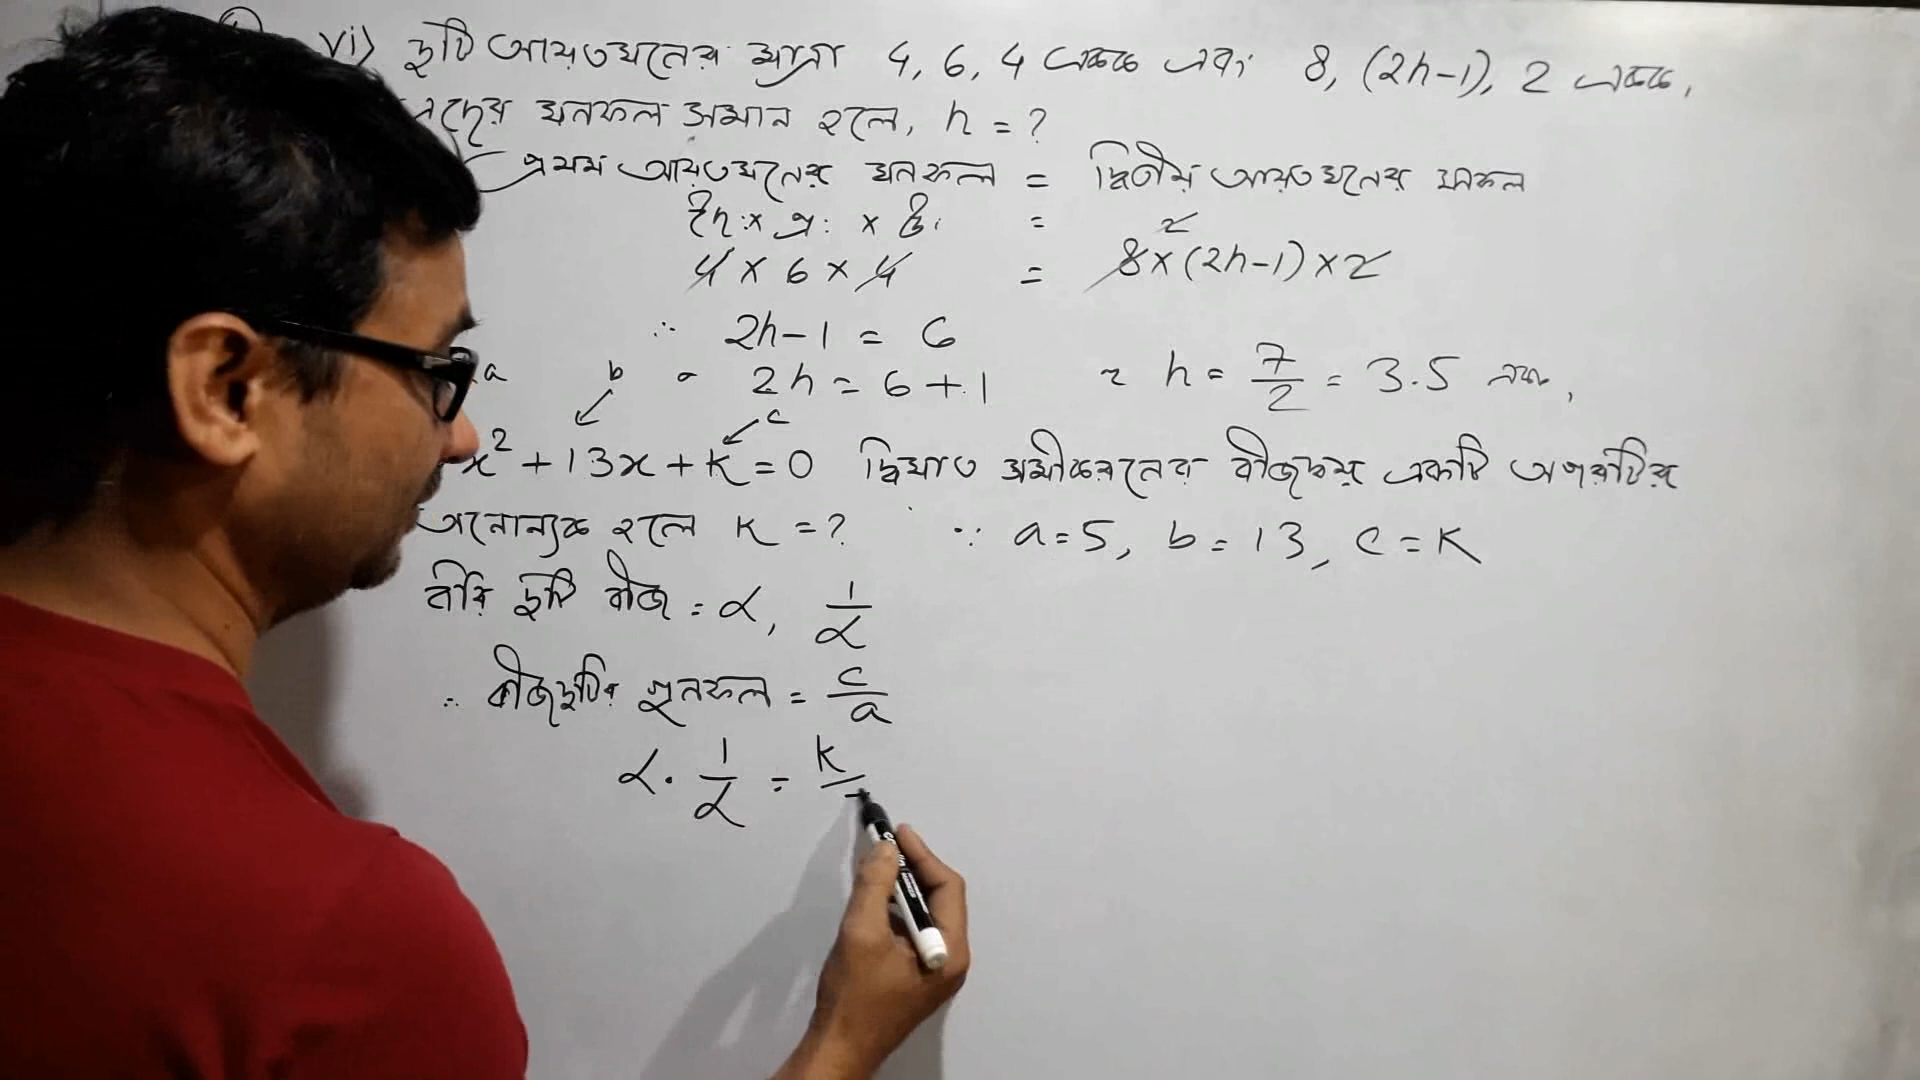 vi) দুটি আয়তঘনের মাত্রা 4, 6, 4 একক এবং 8, (2h-1), 2 একক,
এদের ঘনফল সমান হলে, h = ?
প্রথম আয়তঘনের ঘনফল = দ্বিতীয় আয়তঘনের ঘনফল
দৈ: x প্র: x উ: =
2
4 x 6 x 4 = 8 x (2h-1) x 2
∴ 2h-1 = 6
a b c
2h = 6+1 h = 7/2 = 3.5 একক,
x² + 13x + k = 0 দ্বিঘাত সমীকরণের বীজদ্বয় একটি অপরটির
অনোন্যক হলে k = ? ∵ a = 5, b = 13, c = k
ধরি দুটি বীজ = α, 1/α
∴ বীজদুটির গুনফল = c/a
α · 1/α = k/